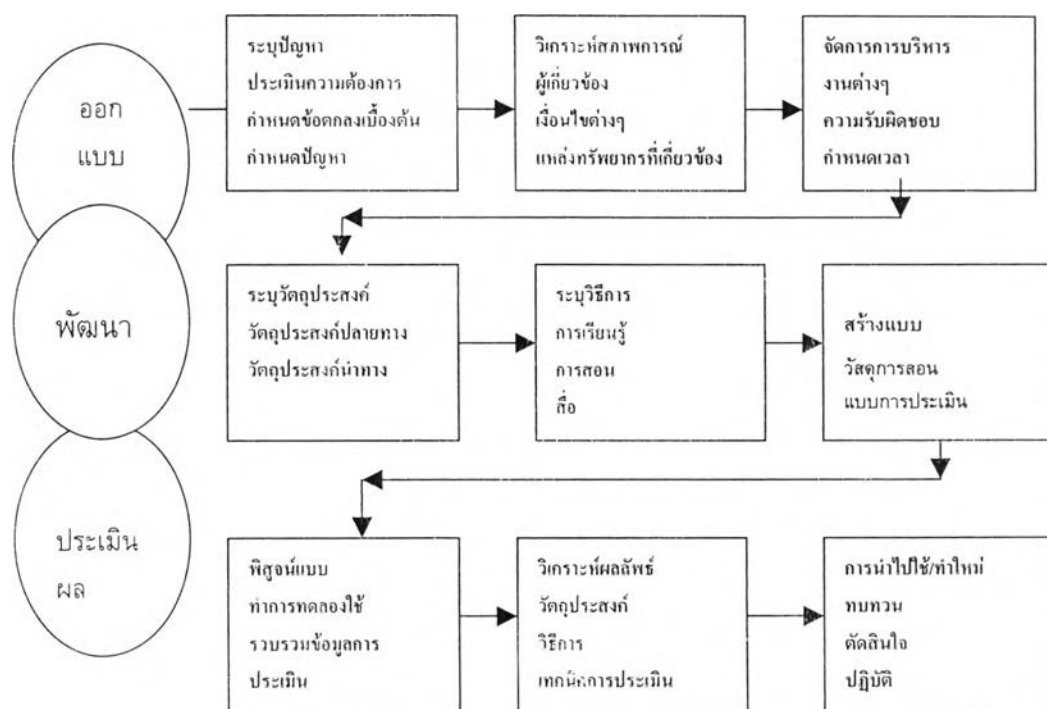 ออก
แบบ
ระบุปัญหา
ประเมินความต้องการ
กำหนดข้อตกลงเบื้องต้น
กำหนดปัญหา
วิเกราะห์สภาพการณ์
ผู้เกี่ยวข้อง
เงื่อนไขต่างๆ
แหล่งทรัพยากรที่เกี่ยวข้อง
จัดการการบริหาร
งานต่างๆ
ความรับผิดชอบ
กำหนดเวลา
พัฒนา
ระบุวัตถุประสงค์
วัตถุประสงค์ปลายทาง
วัตถุประสงค์นำทาง
ระบุวิธีการ
การเรียนรู้
การสอน
สื่อ
สร้างแบบ
วัสดุการสอน
แบบการประเมิน
ประเมิน
ผล
พิสูจน์แบบ
ทำการทดลองใช้
รวบรวมข้อมูลการ
ประเมิน
วิเกราะห์ผลลัพธ์
วัตถุประสงค์
วิธีการ
เทคนิคการประเมิน
การนำไปใช้/ทำใหม่
ทบทวน
ตัดสินใจ
ปฏิบัติ